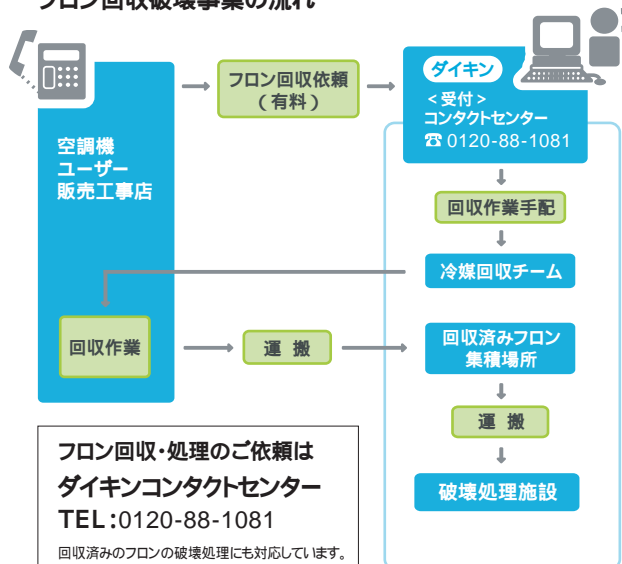 フロン回収破壊事業の流れ
フロン回収依頼
(有料)
ダイキン
<受付>
コンタクトセンター
☎0120-88-1081
空調機
ユーザー
販売工事店
回収作業手配
冷媒回収チーム
回収作業
運 搬
回収済みフロン
集積場所
運 搬
破壊処理施設
フロン回収・処理のご依頼は
ダイキンコンタクトセンター
TEL:0120-88-1081
回収済みのフロンの破壊処理にも対応しています。